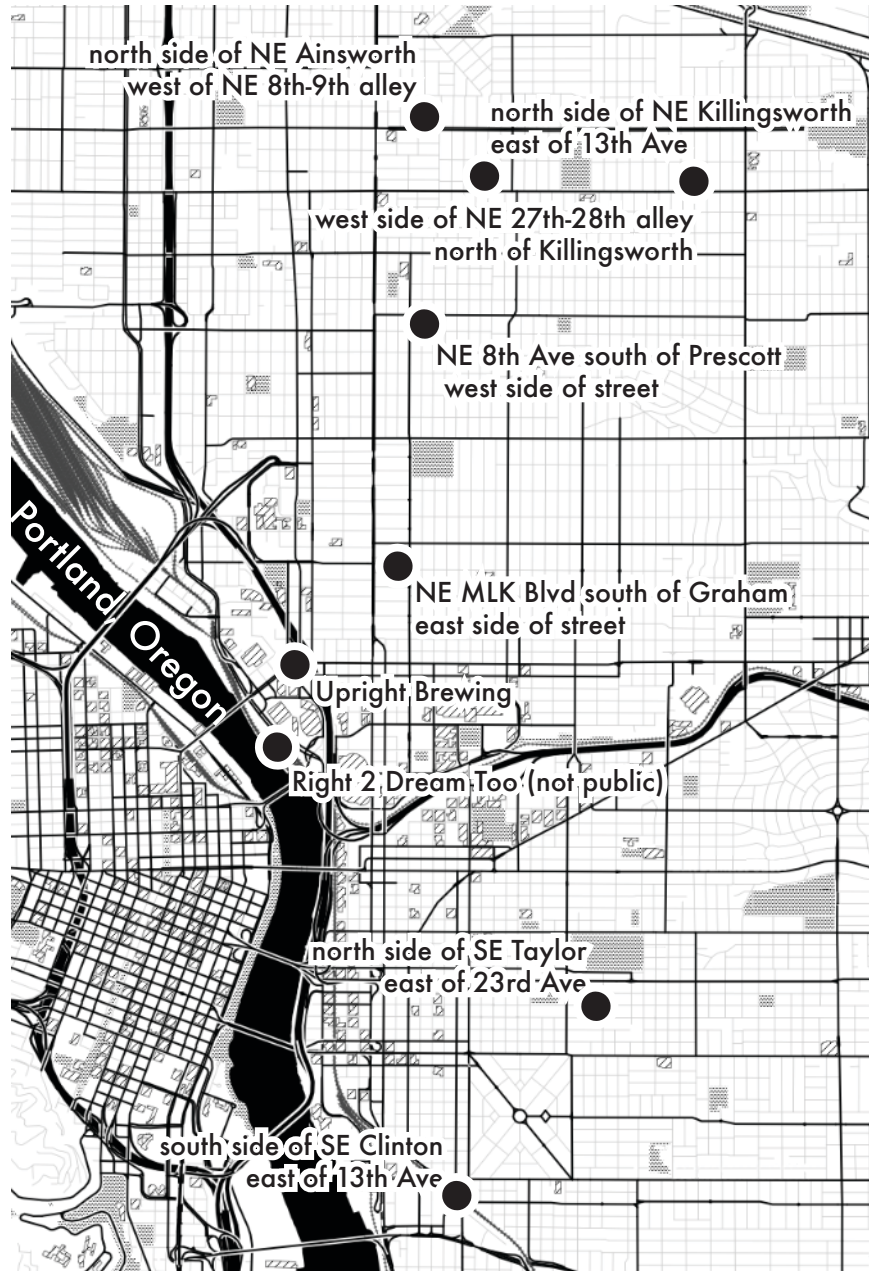 north side of NE Ainsworth
west of NE 8th-9th alley
north side of NE Killingsworth
east of 13th Ave
west side of NE 27th-28th alley
north of Killingsworth
NE 8th Ave south of Prescott
west side of street
Portland Oregon
NE MLK Blvd south of Graham
east side of street
Upright Brewing
Right 2 Dream Too (not public)
north side of SE Taylor
east of 23rd Ave
south side of SE Clinton
east of 13th Ave